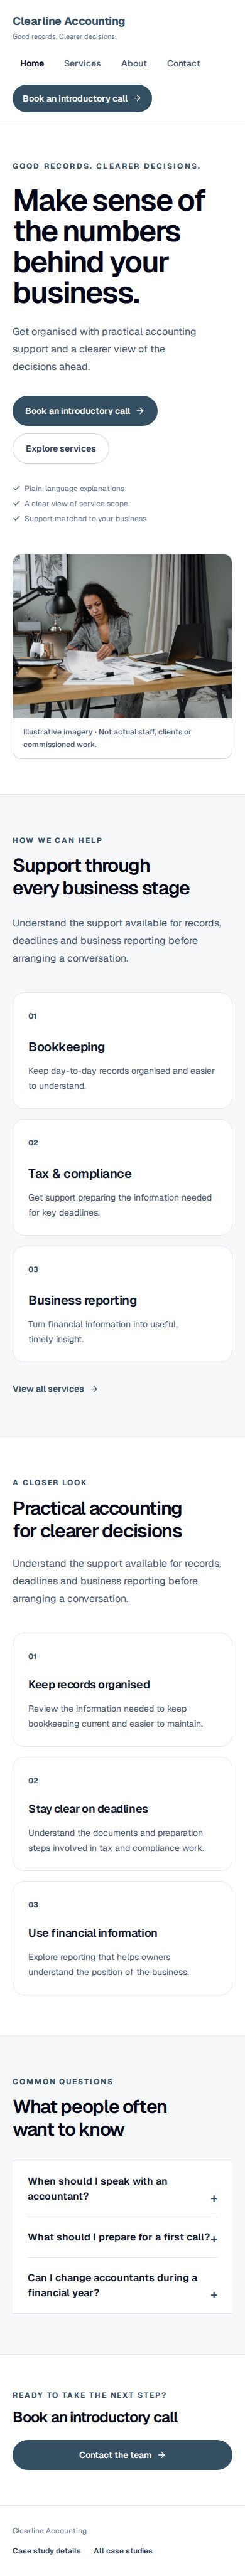 Clearline Accounting
Good records. Clearer decisions.
Home Services About Contact
Book an introductory call →
GOOD RECORDS. CLEARER DECISIONS.
Make sense of
the numbers
behind your
business.
Get organised with practical accounting
support and a clearer view of the
decisions ahead.
Book an introductory call →
Explore services
✓ Plain-language explanations
✓ A clear view of service scope
✓ Support matched to your business
Illustrative imagery · Not actual staff, clients or
commissioned work.
HOW WE CAN HELP
Support through
every business stage
Understand the support available for records,
deadlines and business reporting before
arranging a conversation.
01
Bookkeeping
Keep day-to-day records organised and easier
to understand.
02
Tax & compliance
Get support preparing the information needed
for key deadlines.
03
Business reporting
Turn financial information into useful,
timely insight.
View all services →
A CLOSER LOOK
Practical accounting
for clearer decisions
Understand the support available for records,
deadlines and business reporting before
arranging a conversation.
01
Keep records organised
Review the information needed to keep
bookkeeping current and easier to maintain.
02
Stay clear on deadlines
Understand the documents and preparation
steps involved in tax and compliance work.
03
Use financial information
Explore reporting that helps owners
understand the position of the business.
COMMON QUESTIONS
What people often
want to know
When should I speak with an
accountant? +
What should I prepare for a first call? +
Can I change accountants during a
financial year? +
READY TO TAKE THE NEXT STEP?
Book an introductory call
Contact the team →
Clearline Accounting
Case study details All case studies